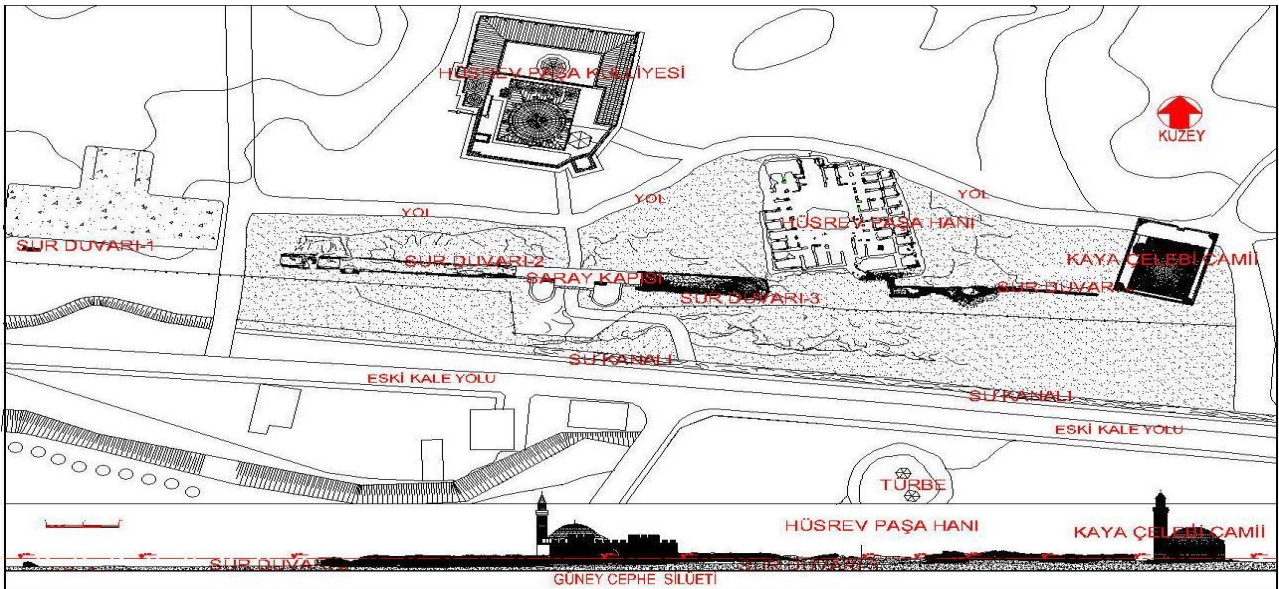 HÜSREV PAŞA KÜLLİYESİ
KUZEY
YOL
YOL
YOL
HÜSREV PAŞA HANI
SUR DUVARI-1
SUR DUVARI-2
SARAY KAPISI
SUR DUVARI-3
SUR DUVARI-
KAYA ÇELEBİ CAMİİ
SU KANALI
ESKİ KALE YOLU
SU KANALI
ESKİ KALE YOLU
TÜRBE
HÜSREV PAŞA HANI
KAYA ÇELEBİ CAMİİ
GÜNEY CEPHE SİLUETİ